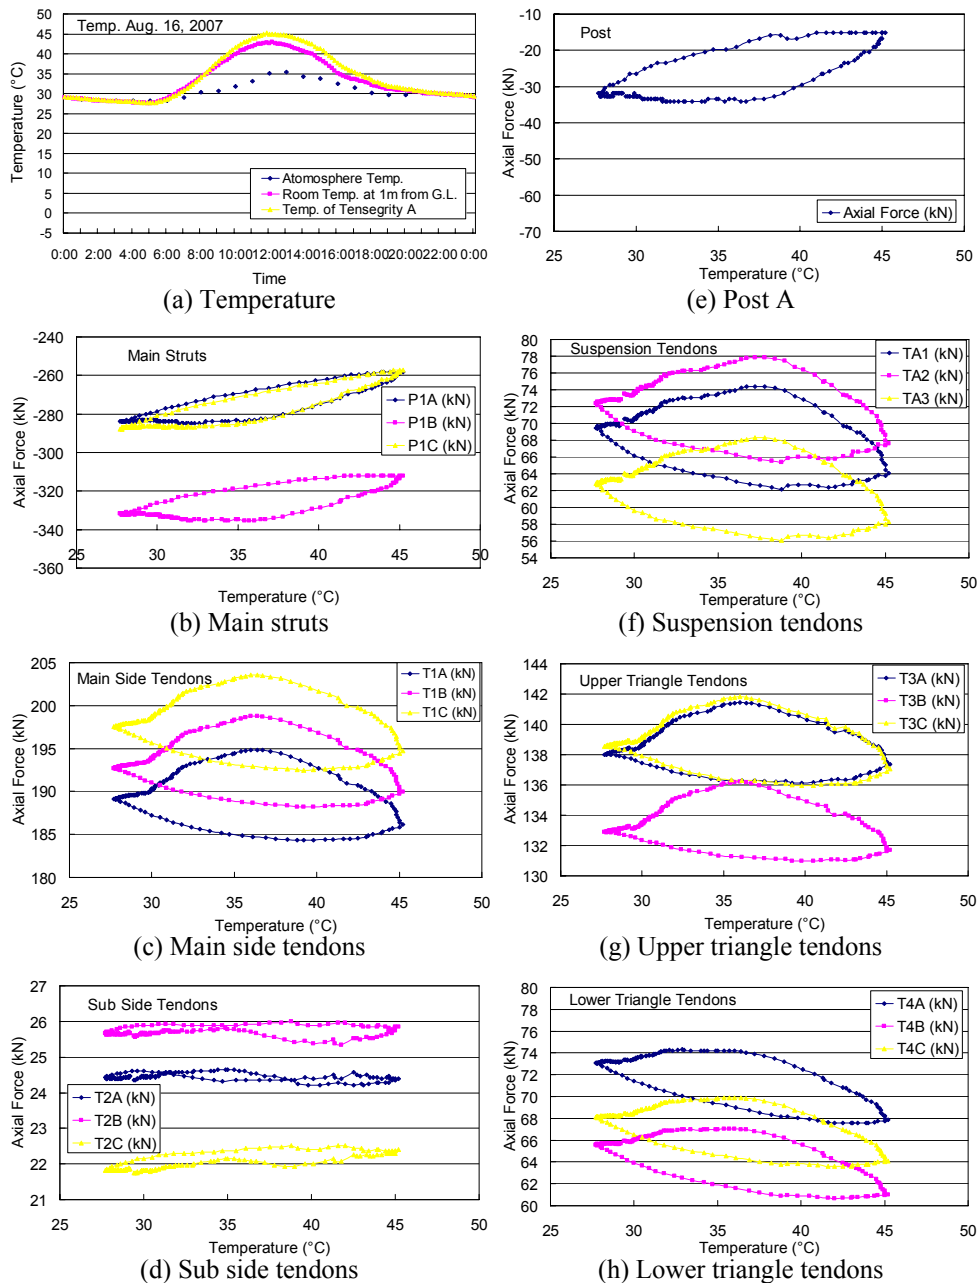 Temp. Aug. 16, 2007
Temperature (°C)
50
45
40
35
30
25
20
15
10
5
0
-5
Atomosphere Temp.
Room Temp. at 1m from G.L.
Temp. of Tensegrity A
0:00 2:00 4:00 6:00 8:00 10:00 12:00 14:00 16:00 18:00 20:00 22:00 0:00
Time
(a) Temperature
Post
Axial Force (kN)
-10
-20
-30
-40
-50
-60
-70
Axial Force (kN)
25 30 35 40 45 50
Temperature (°C)
(e) Post A
Main Struts
Axial Force (kN)
-240
-260
-280
-300
-320
-340
-360
P1A (kN)
P1B (kN)
P1C (kN)
25 30 35 40 45 50
Temperature (°C)
(b) Main struts
Suspension Tendons
Axial Force (kN)
80
78
76
74
72
70
68
66
64
62
60
58
56
54
TA1 (kN)
TA2 (kN)
TA3 (kN)
25 30 35 40 45 50
Temperature (°C)
(f) Suspension tendons
Main Side Tendons
Axial Force (kN)
205
200
195
190
185
180
T1A (kN)
T1B (kN)
T1C (kN)
25 30 35 40 45 50
Temperature (°C)
(c) Main side tendons
Upper Triangle Tendons
Axial Force (kN)
144
142
140
138
136
134
132
130
T3A (kN)
T3B (kN)
T3C (kN)
25 30 35 40 45 50
Temperature (°C)
(g) Upper triangle tendons
Sub Side Tendons
Axial Force (kN)
27
26
25
24
23
22
21
T2A (kN)
T2B (kN)
T2C (kN)
25 30 35 40 45 50
Temperature (°C)
(d) Sub side tendons
Lower Triangle Tendons
Axial Force (kN)
80
78
76
74
72
70
68
66
64
62
60
T4A (kN)
T4B (kN)
T4C (kN)
25 30 35 40 45 50
Temperature (°C)
(h) Lower triangle tendons